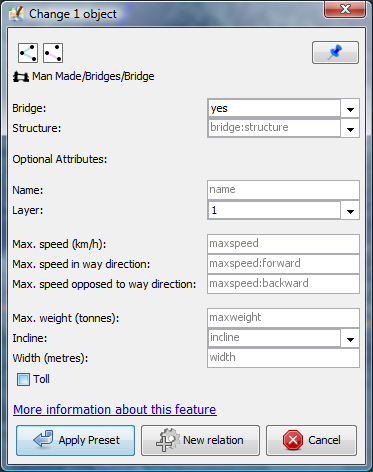 Change 1 object
Man Made/Bridges/Bridge
Bridge: yes
Structure: bridge:structure
Optional Attributes:
Name: name
Layer: 1
Max. speed (km/h): maxspeed
Max. speed in way direction: maxspeed:forward
Max. speed opposed to way direction: maxspeed:backward
Max. weight (tonnes): maxweight
Incline: incline
Width (metres): width
Toll
More information about this feature
Apply Preset New relation Cancel